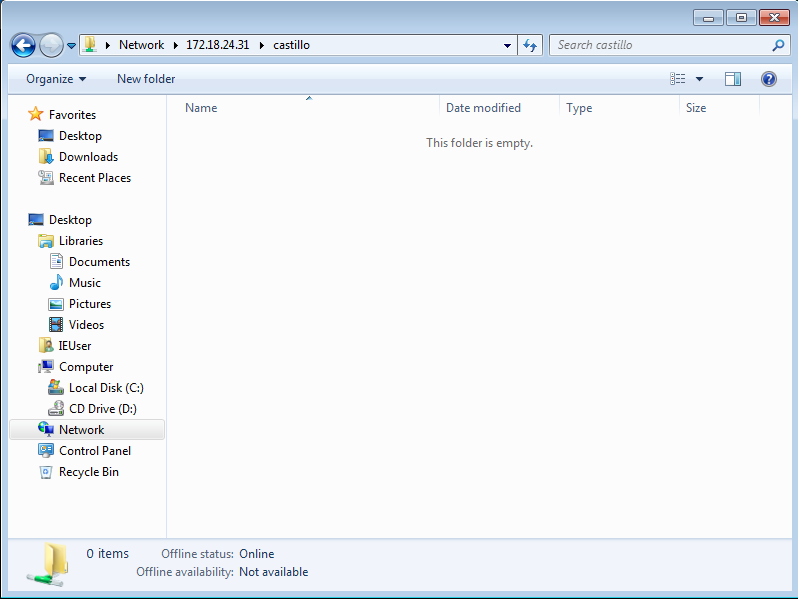 Network 172.18.24.31 castillo
Search castillo
Organize New folder
Name Date modified Type Size
This folder is empty.
Favorites
Desktop
Downloads
Recent Places
Desktop
Libraries
Documents
Music
Pictures
Videos
IEUser
Computer
Local Disk (C:)
CD Drive (D:)
Network
Control Panel
Recycle Bin
0 items Offline status: Online
Offline availability: Not available